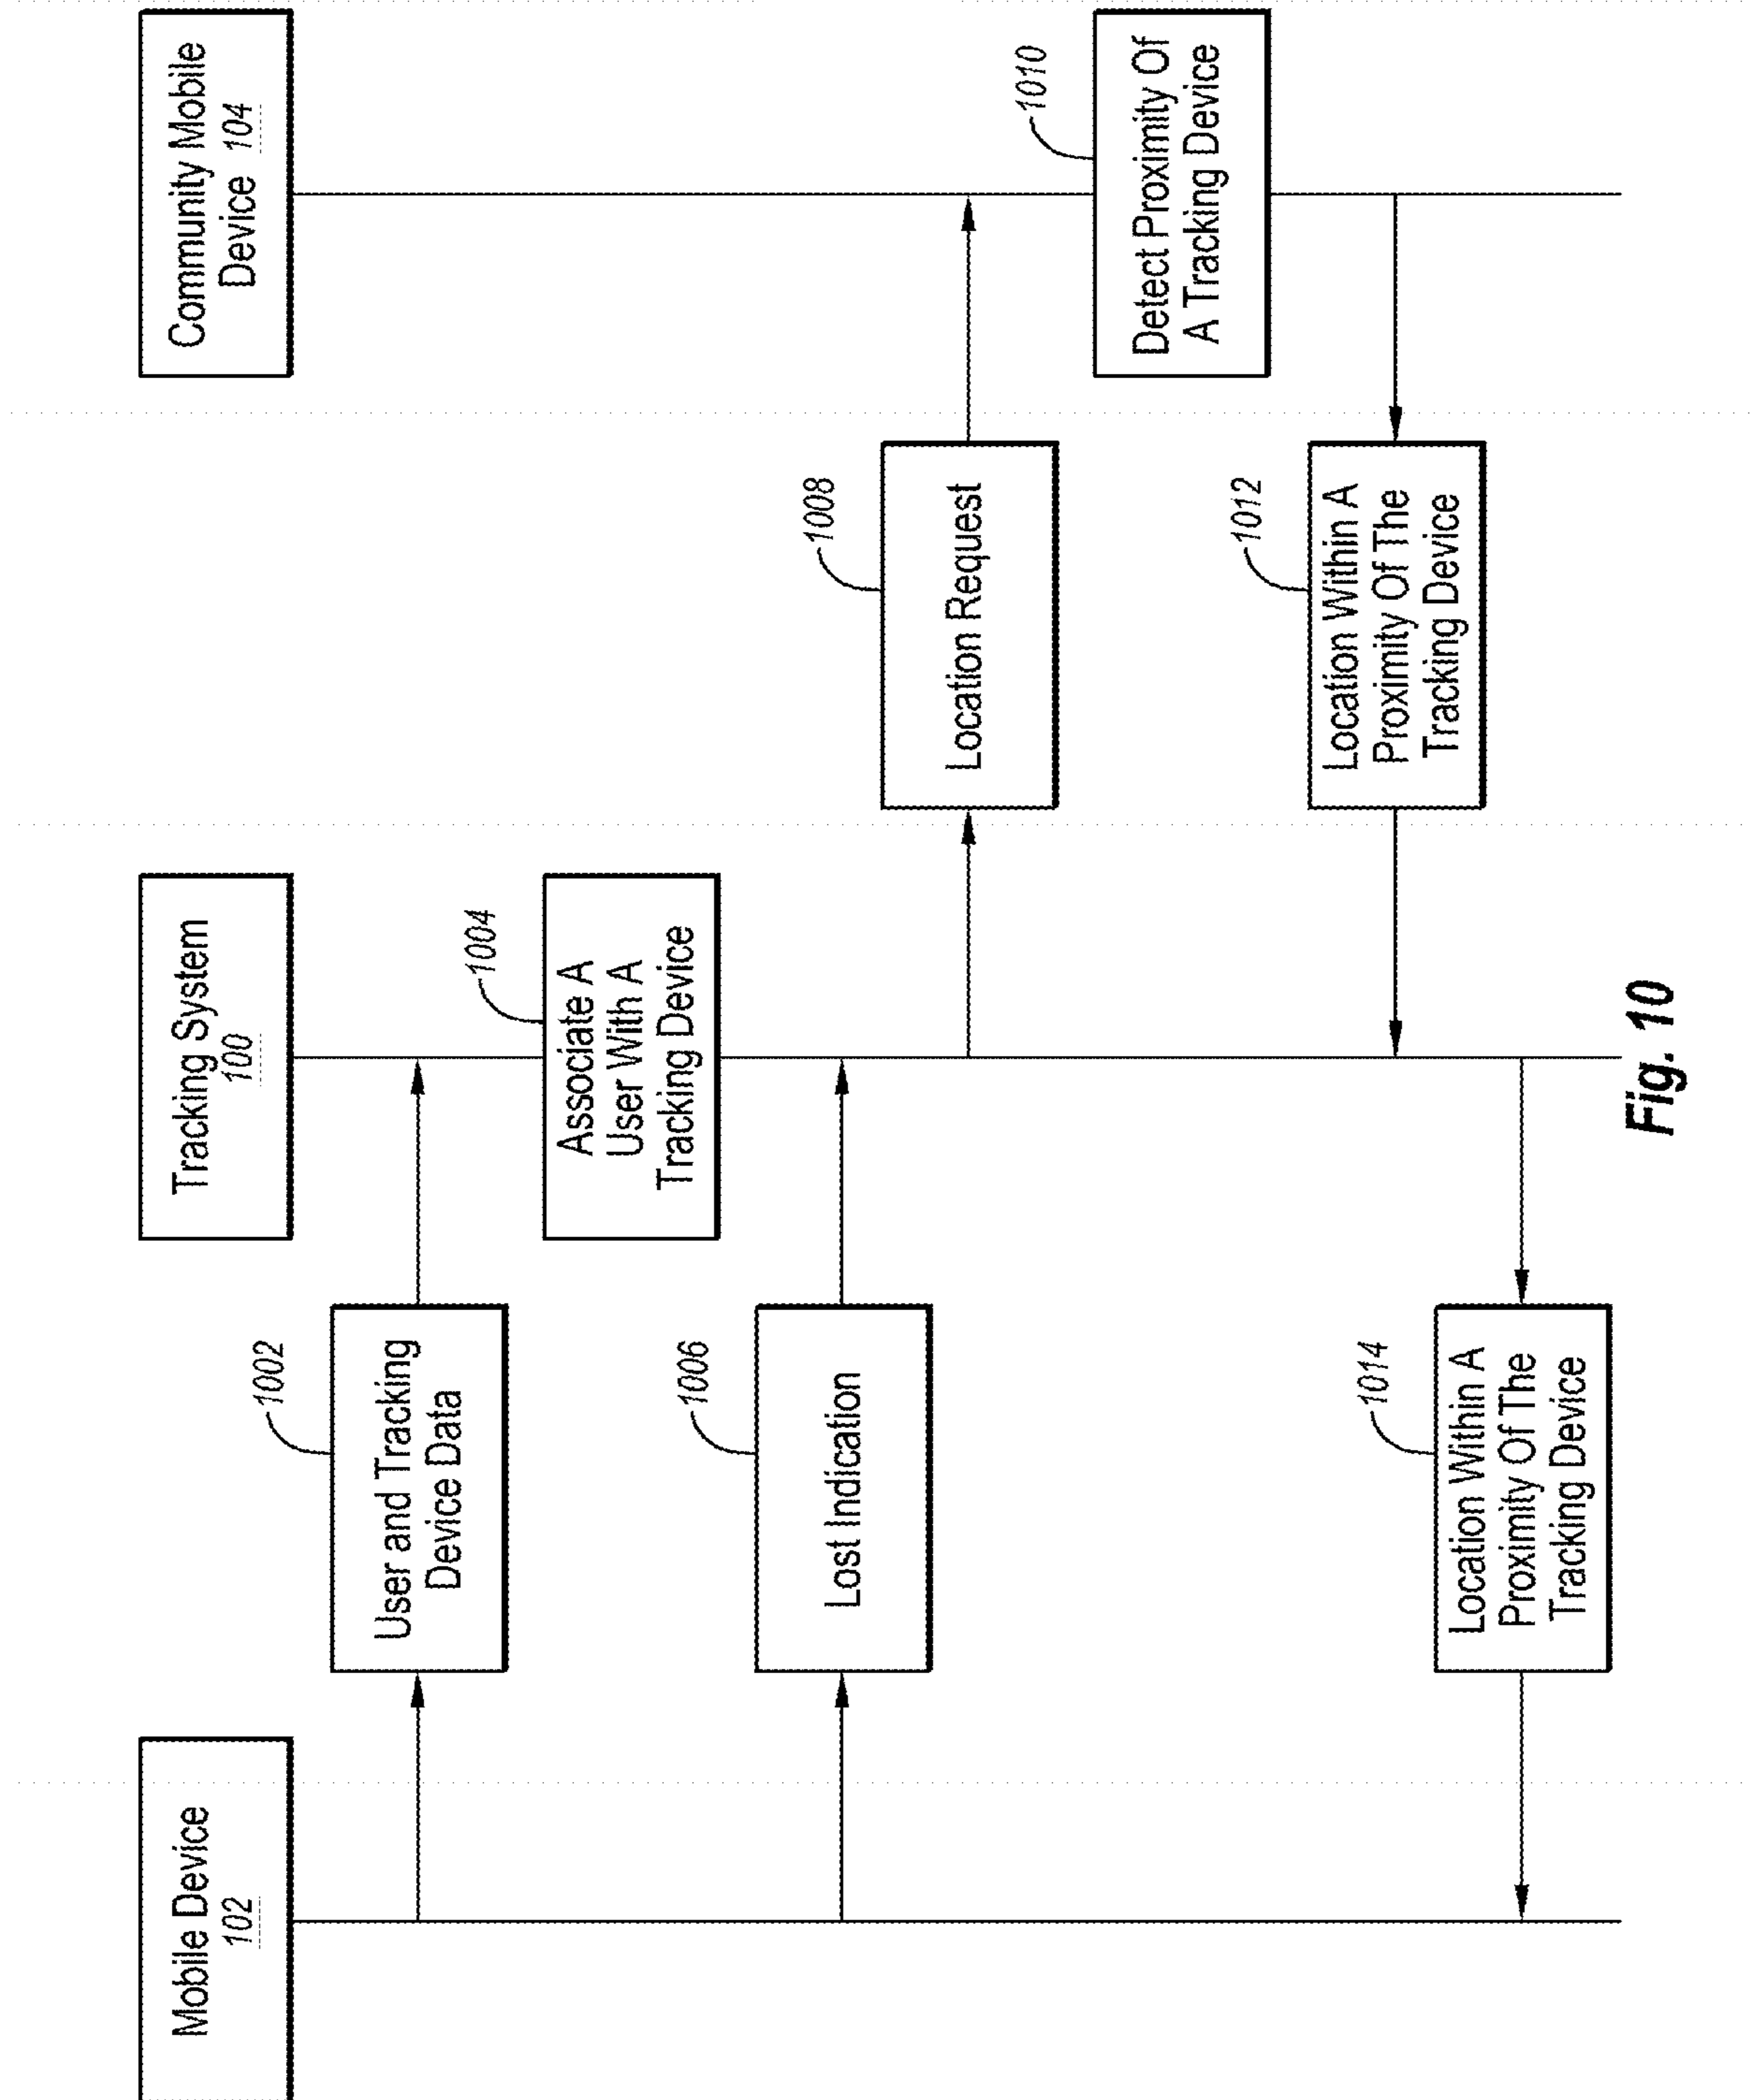 Mobile Device
102
Tracking System
100
Community Mobile
Device 104
1002
User and Tracking
Device Data
1004
Associate A
User With A
Tracking Device
1006
Lost Indication
1008
Location Request
1010
Detect Proximity Of
A Tracking Device
1012
Location Within A
Proximity Of The
Tracking Device
1014
Location Within A
Proximity Of The
Tracking Device
Fig. 10